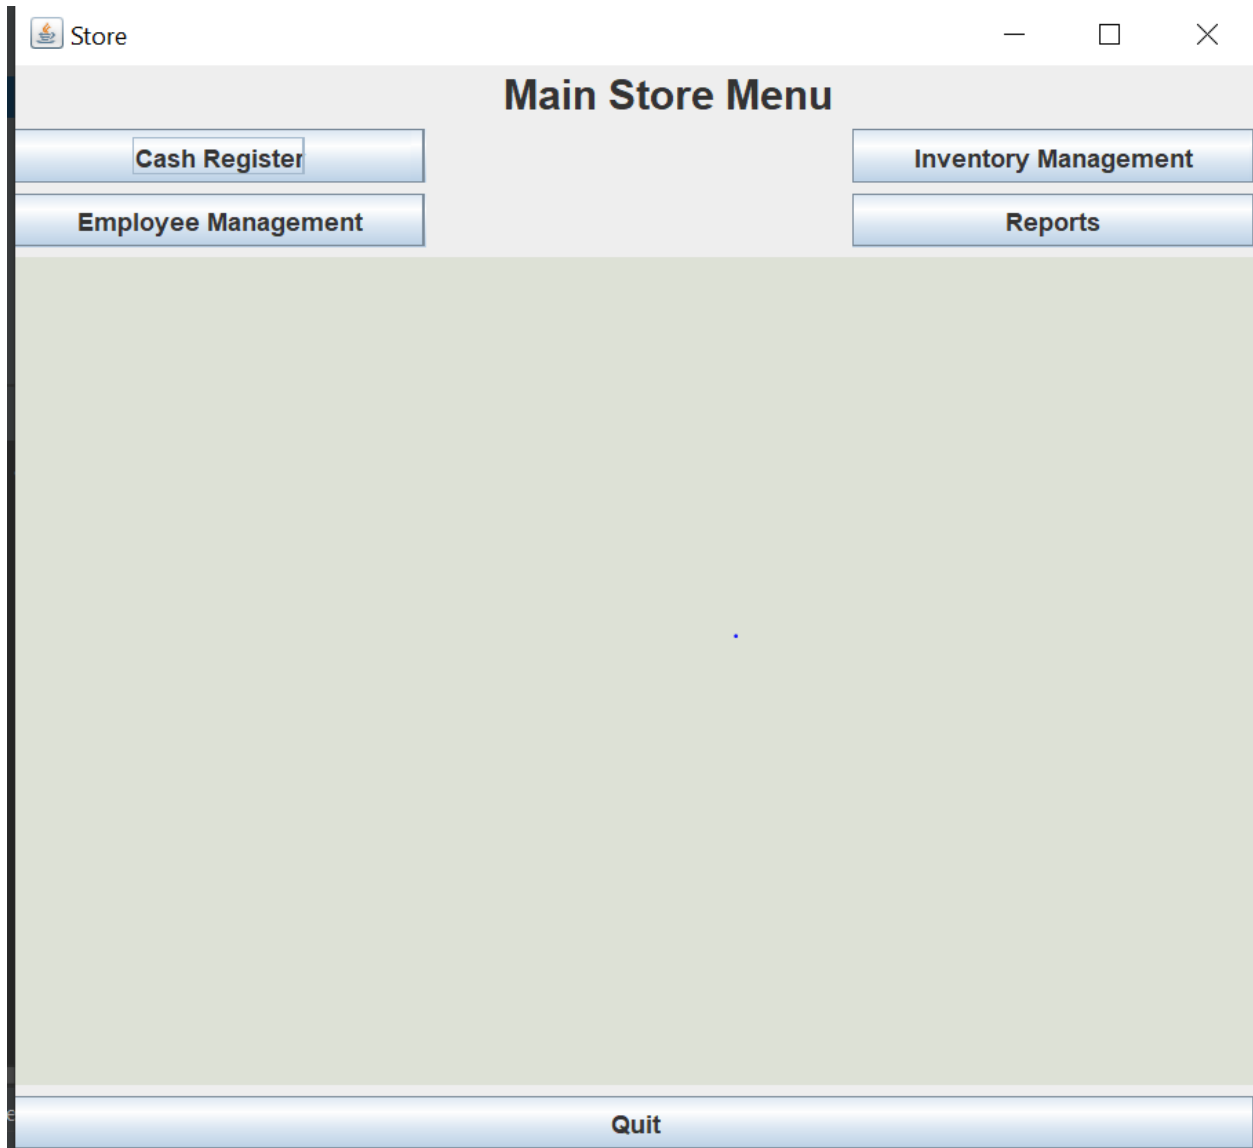 Store
Main Store Menu
Cash Register Inventory Management
Employee Management Reports
Quit